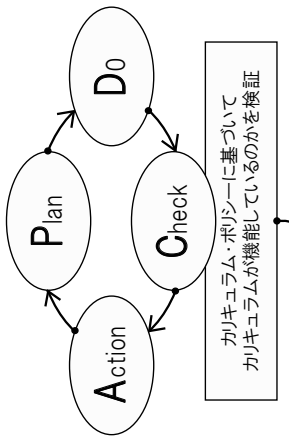 Plan
Do
Check
Action
カリキュラム・ポリシーに基づいて
カリキュラムが機能しているのかを検証